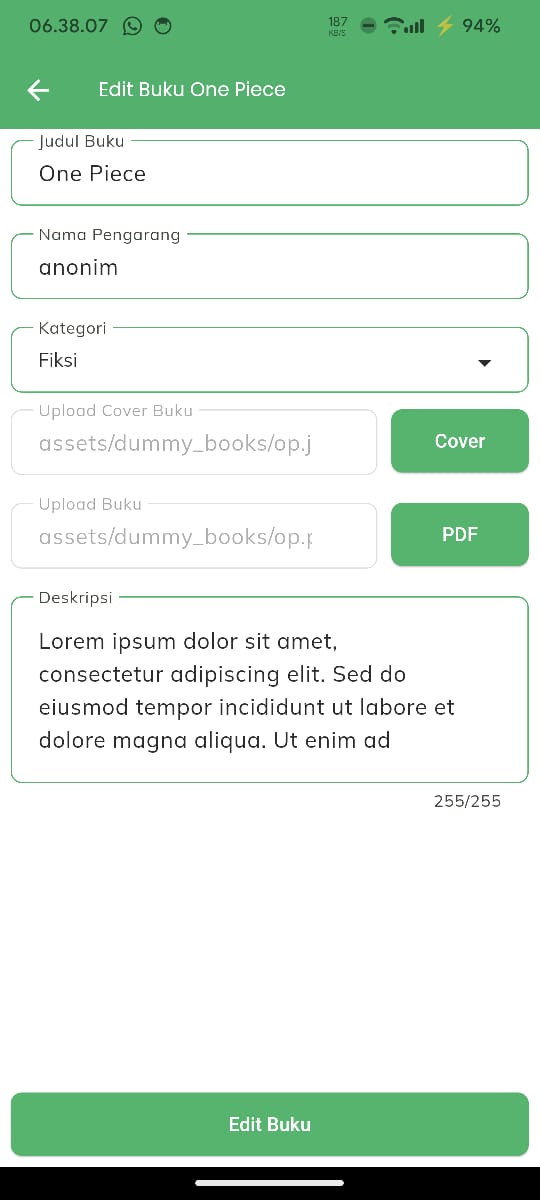 06.38.07
187
KB/S
94%
Edit Buku One Piece
Judul Buku
One Piece
Nama Pengarang
anonim
Kategori
Fiksi
Upload Cover Buku
assets/dummy_books/op.j
Cover
Upload Buku
assets/dummy_books/op.p
PDF
Deskripsi
Lorem ipsum dolor sit amet,
consectetur adipiscing elit. Sed do
eiusmod tempor incididunt ut labore et
dolore magna aliqua. Ut enim ad
255/255
Edit Buku